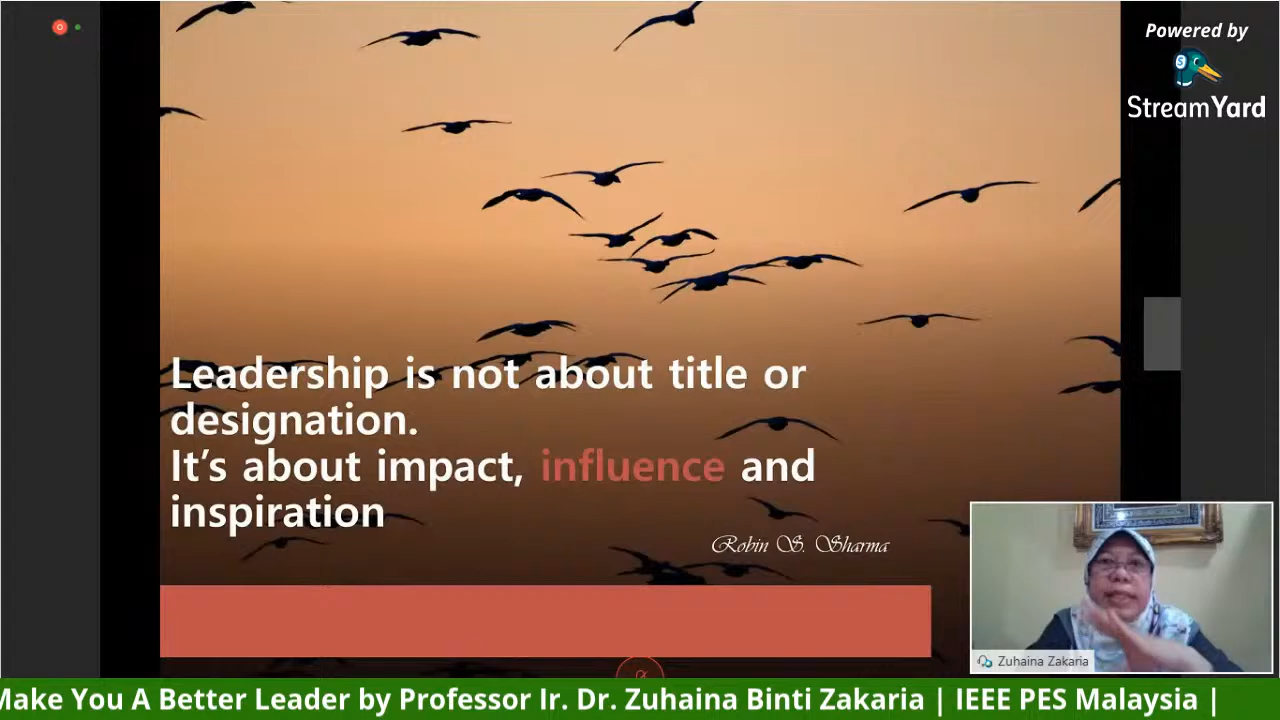 Powered by
StreamYard
Leadership is not about title or
designation.
It’s about impact, influence and
inspiration
Robin S. Sharma
Zuhaina Zakaria
Make You A Better Leader by Professor Ir. Dr. Zuhaina Binti Zakaria | IEEE PES Malaysia |